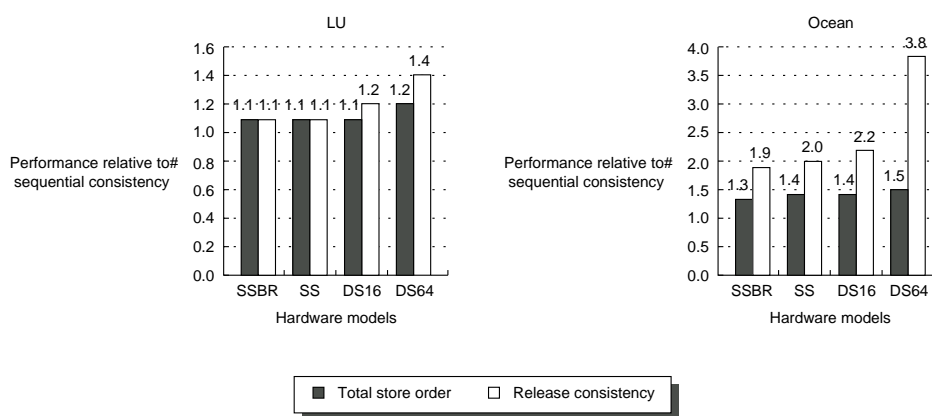 LU
1.6
1.4
1.2
1.0
0.8
0.6
0.4
0.2
0.0
Performance relative to#
sequential consistency
1.1 1.1 1.1 1.1 1.1 1.2 1.2 1.4
SSBR SS DS16 DS64
Hardware models
Ocean
4.0
3.5
3.0
2.5
2.0
1.5
1.0
0.5
0.0
Performance relative to#
sequential consistency
1.3 1.9 1.4 2.0 1.4 2.2 1.5 3.8
SSBR SS DS16 DS64
Hardware models
Total store order Release consistency